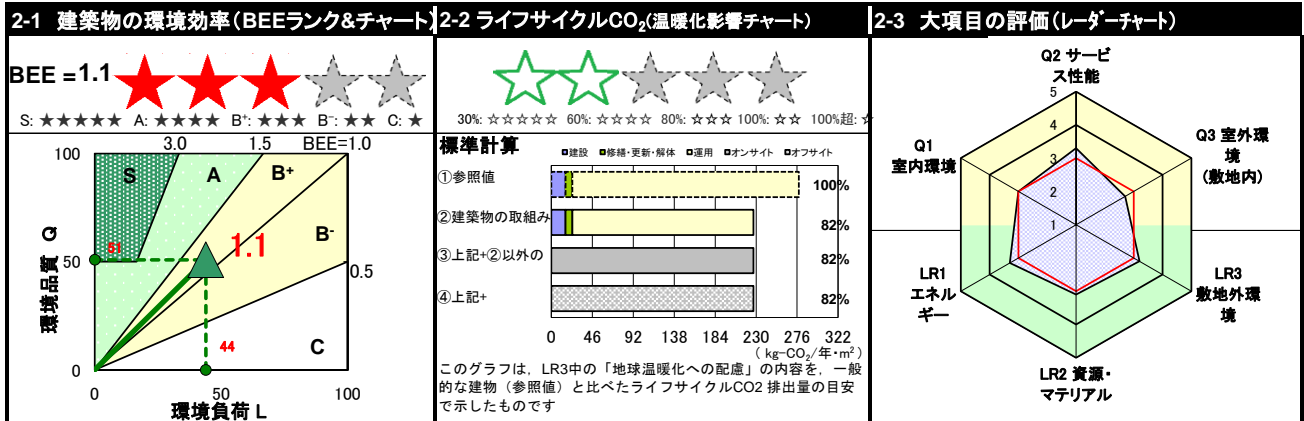 2-1 建築物の環境効率(BEEランク&チャート)
BEE = 1.1
S: ★★★★★ A: ★★★★ B⁺: ★★★ B⁻: ★★ C: ★
3.0 1.5 BEE=1.0
100
S
A
B⁺
B⁻
C
51
1.1
50
0.5
44
0
環境品質 Q
0 50 100
環境負荷 L
2-2 ライフサイクルCO₂(温暖化影響チャート)
30%: ☆☆☆☆☆ 60%: ☆☆☆☆ 80%: ☆☆☆ 100%: ☆☆ 100%超: ☆
標準計算
■建設 ■修繕・更新・解体 □運用 ■オンサイト ■オフサイト
①参照値 100%
②建築物の取組み 82%
③上記+②以外の 82%
④上記+ 82%
0 46 92 138 184 230 276 322
( kg-CO₂/年・m²)
このグラフは、LR3中の「地球温暖化への配慮」の内容を、一般
的な建物（参照値）と比べたライフサイクルCO2 排出量の目安
で示したものです
2-3 大項目の評価(レーダーチャート)
Q2 サービ
ス性能
5
4
3
2
1
Q1
室内環境
Q3 室外環
境
(敷地内)
LR1
エネル
ギー
LR3
敷地外環
境
LR2 資源・
マテリアル